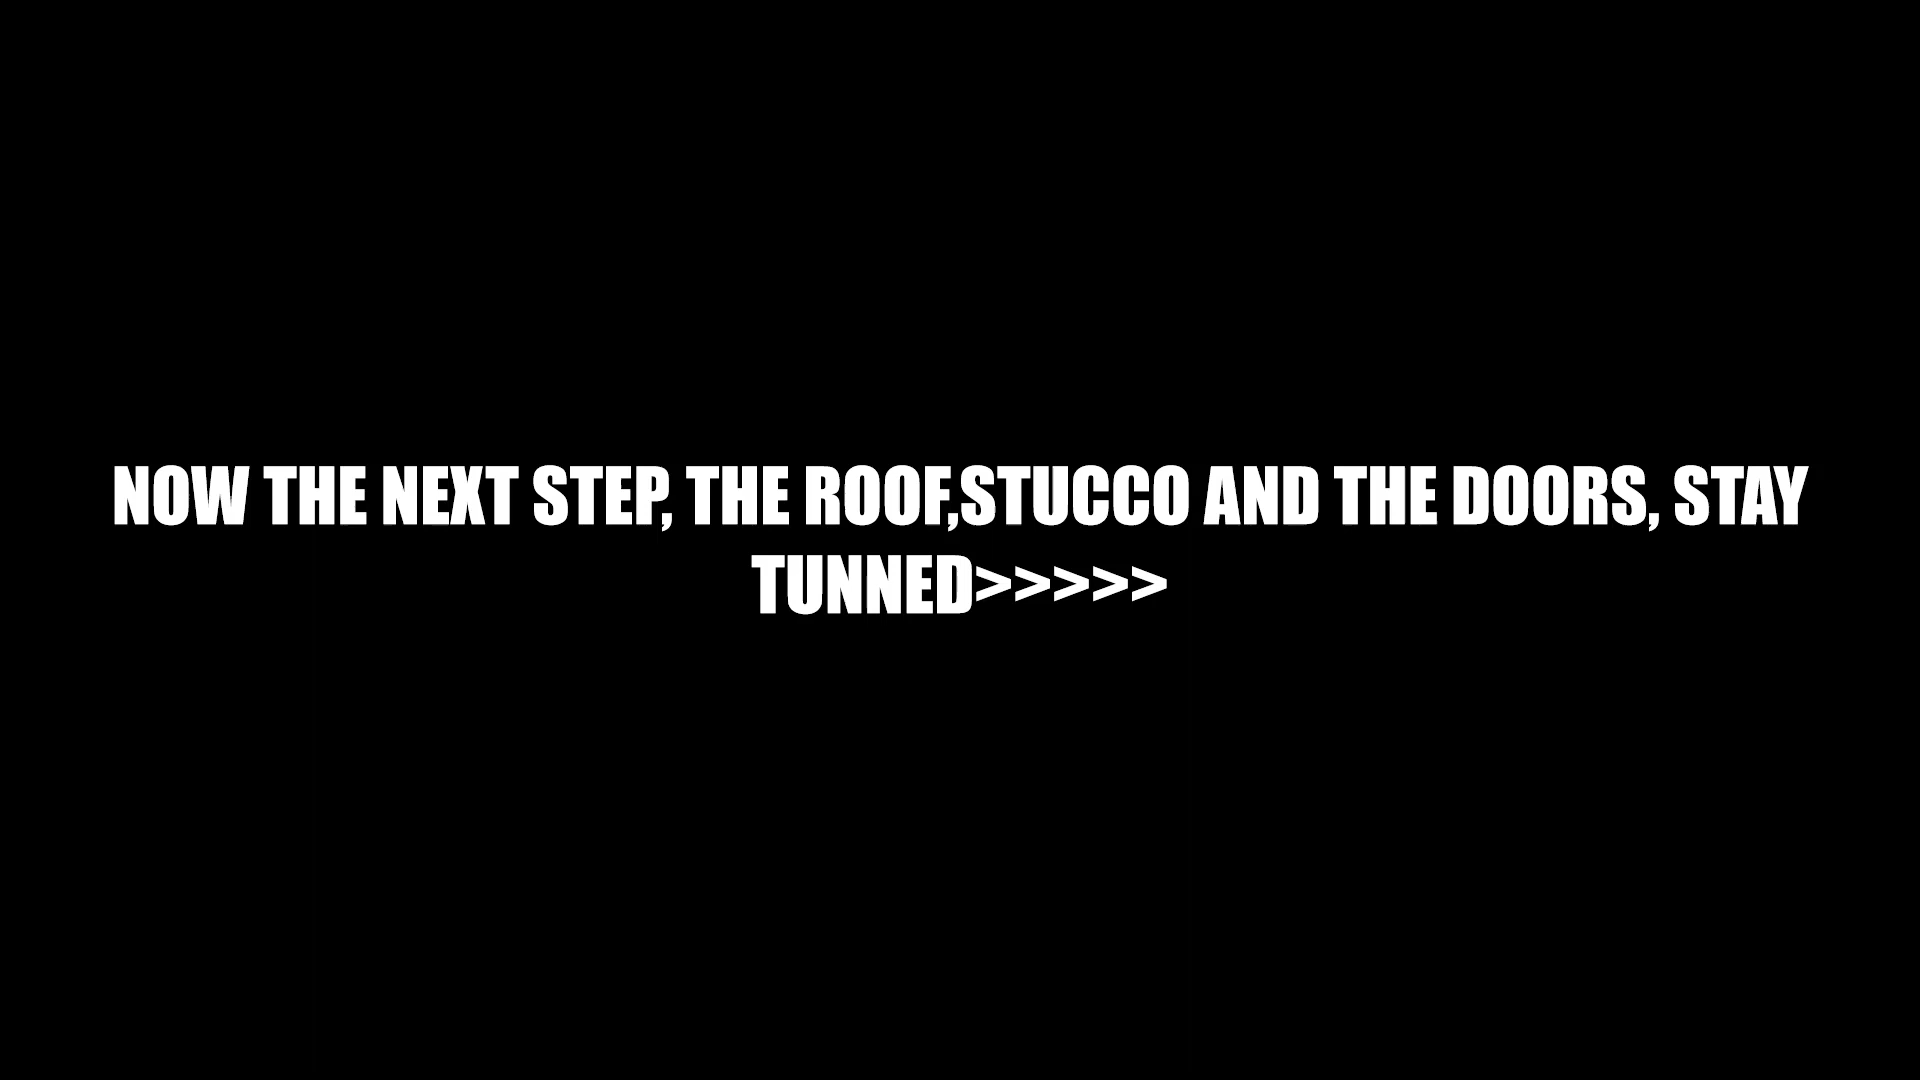 NOW THE NEXT STEP, THE ROOF,STUCCO AND THE DOORS, STAY
TUNNED>>>>>